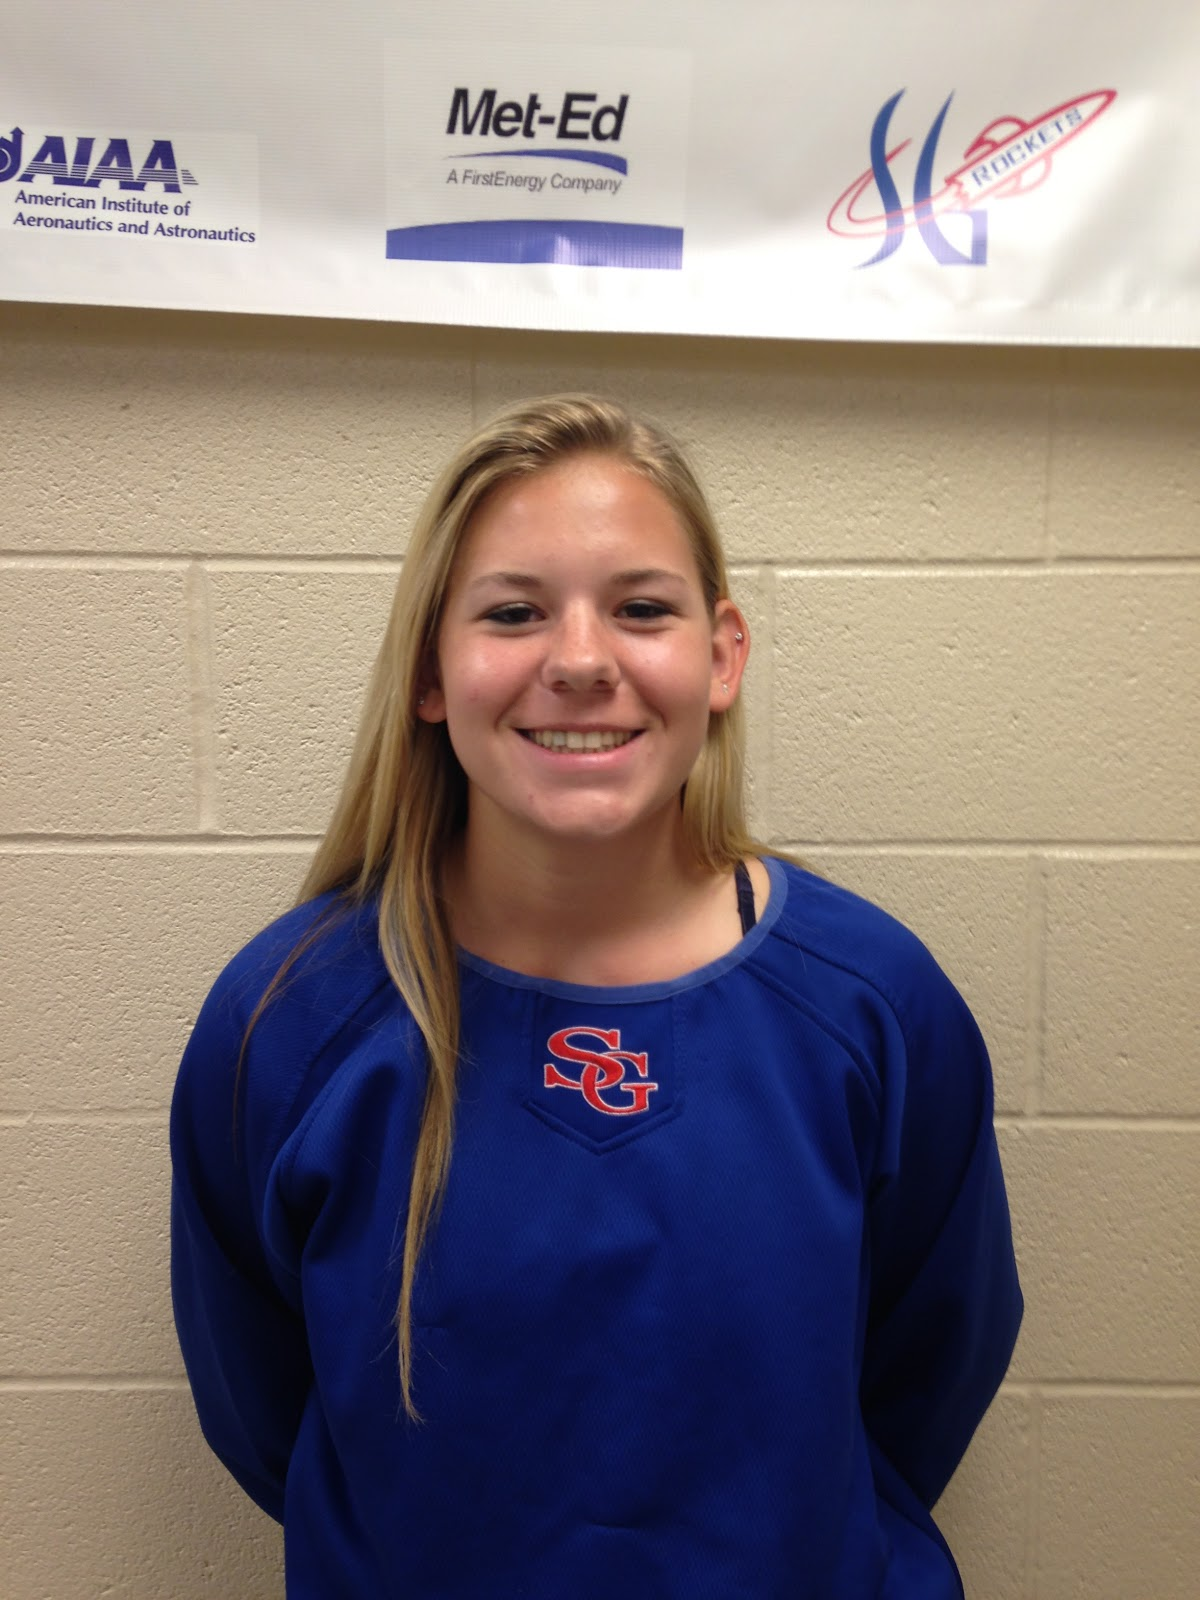 AIAA
American Institute of
Aeronautics and Astronautics
Met-Ed
A FirstEnergy Company
SG
ROCKETS
SG